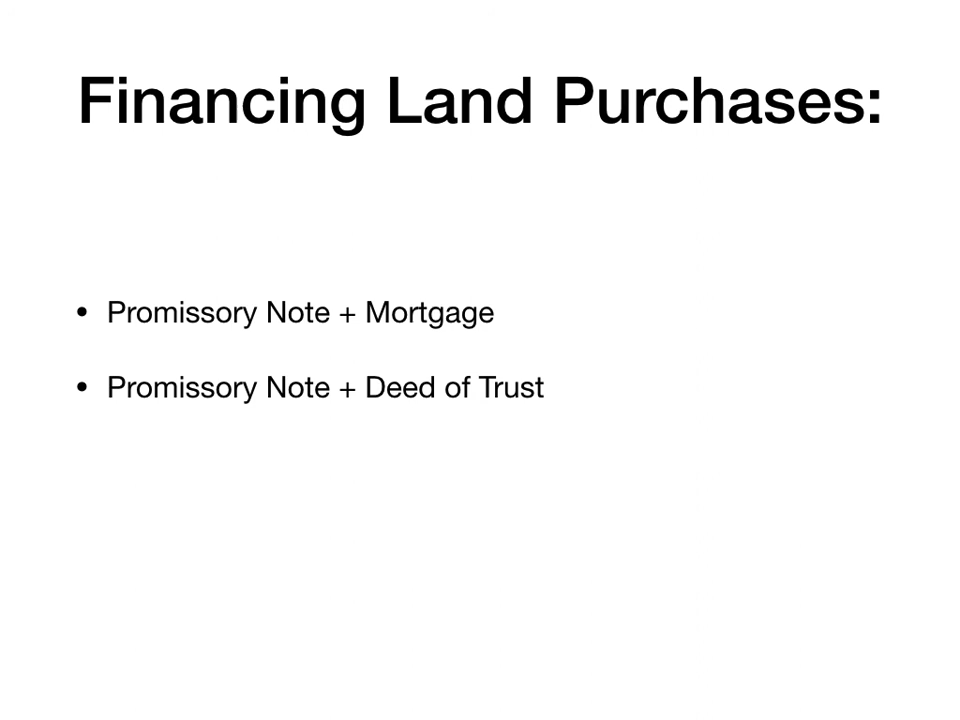 Financing Land Purchases:
• Promissory Note + Mortgage
• Promissory Note + Deed of Trust